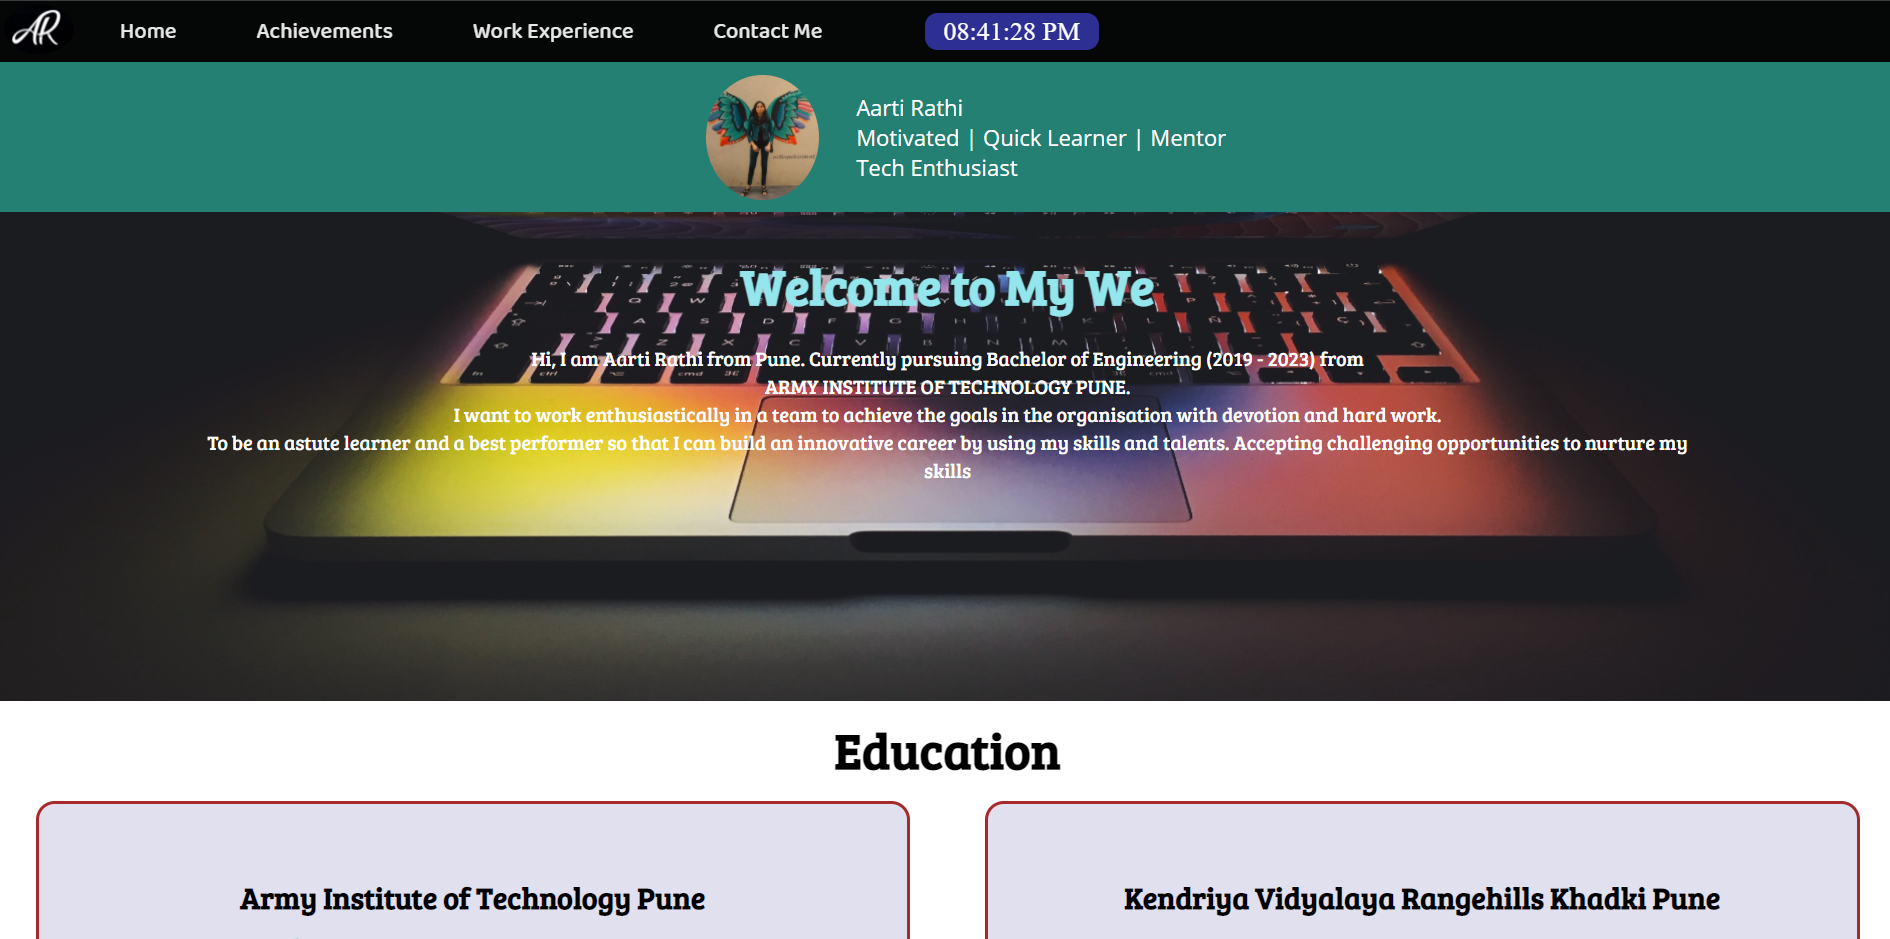 AR
Home Achievements Work Experience Contact Me 08:41:28 PM
Aarti Rathi
Motivated | Quick Learner | Mentor
Tech Enthusiast
Welcome to My We
Hi, I am Aarti Rathi from Pune. Currently pursuing Bachelor of Engineering (2019 - 2023) from
ARMY INSTITUTE OF TECHNOLOGY PUNE.
I want to work enthusiastically in a team to achieve the goals in the organisation with devotion and hard work.
To be an astute learner and a best performer so that I can build an innovative career by using my skills and talents. Accepting challenging opportunities to nurture my
skills
Education
Army Institute of Technology Pune
Kendriya Vidyalaya Rangehills Khadki Pune